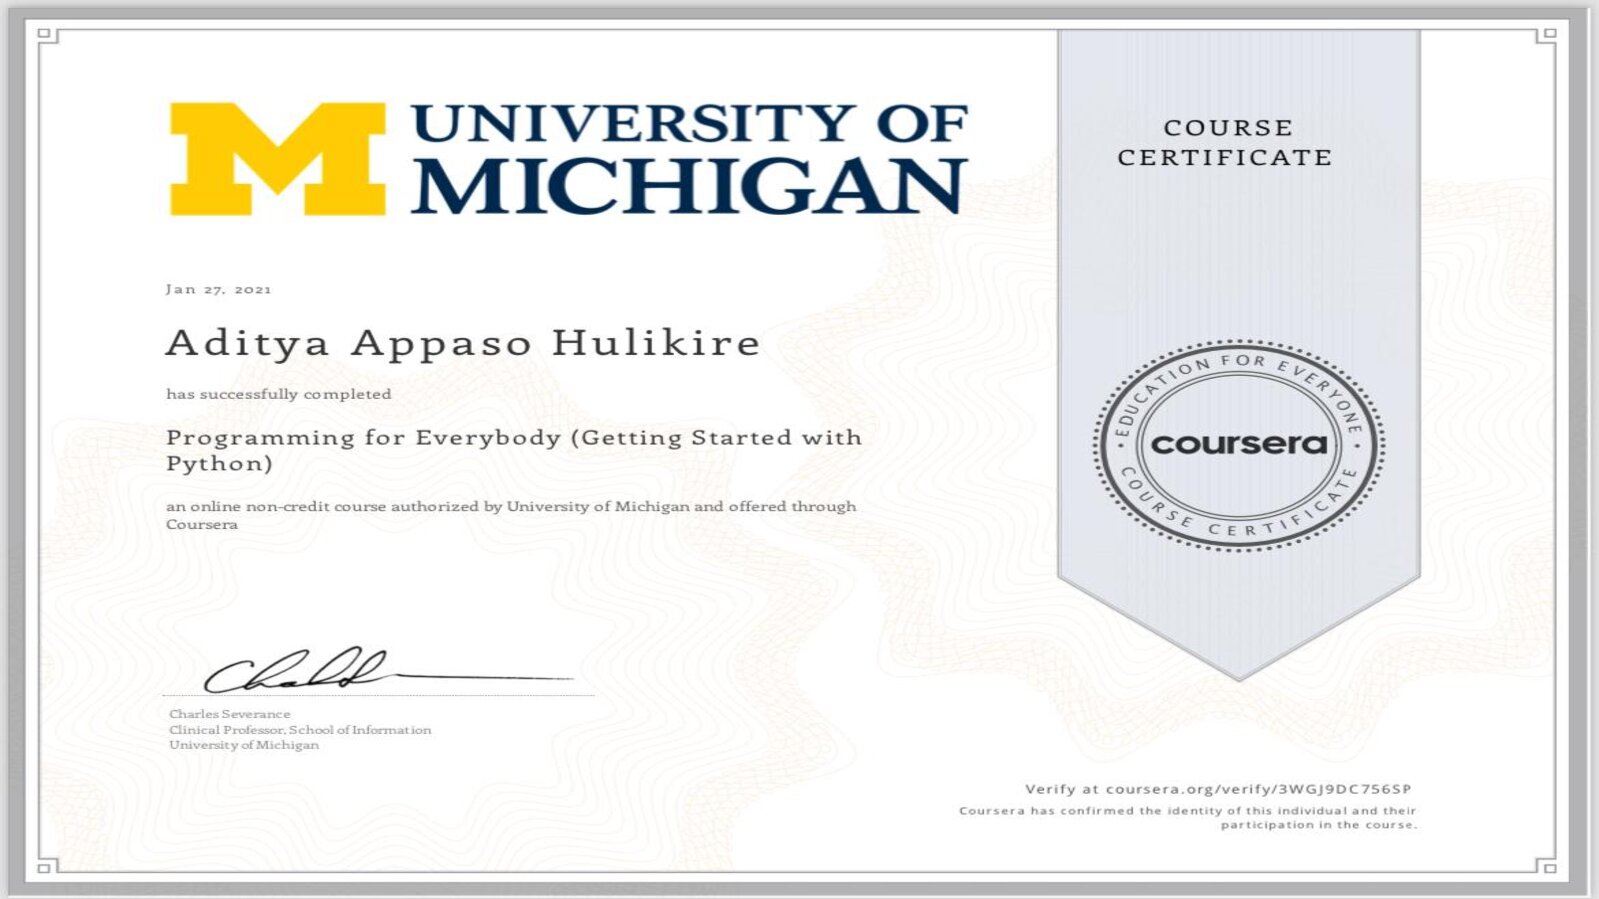 M UNIVERSITY OF
MICHIGAN
COURSE
CERTIFICATE
Jan 27, 2021
Aditya Appaso Hulikire
has successfully completed
Programming for Everybody (Getting Started with
Python)
an online non-credit course authorized by University of Michigan and offered through
Coursera
EDUCATION FOR EVERYONE
coursera
COURSE CERTIFICATE
Charles Severance
Clinical Professor, School of Information
University of Michigan
Verify at coursera.org/verify/3WGJ9DC756SP
Coursera has confirmed the identity of this individual and their
participation in the course.